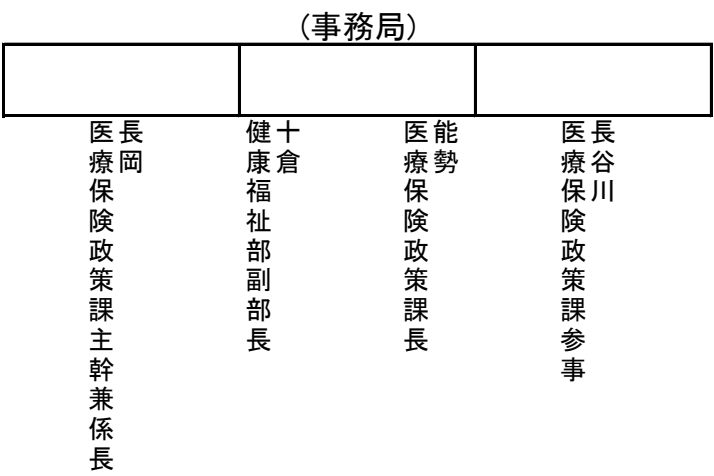 (事務局)
長谷川
医療保険政策課参事
能勢
医療保険政策課長
十倉
健康福祉部副部長
長岡
医療保険政策課主幹兼係長